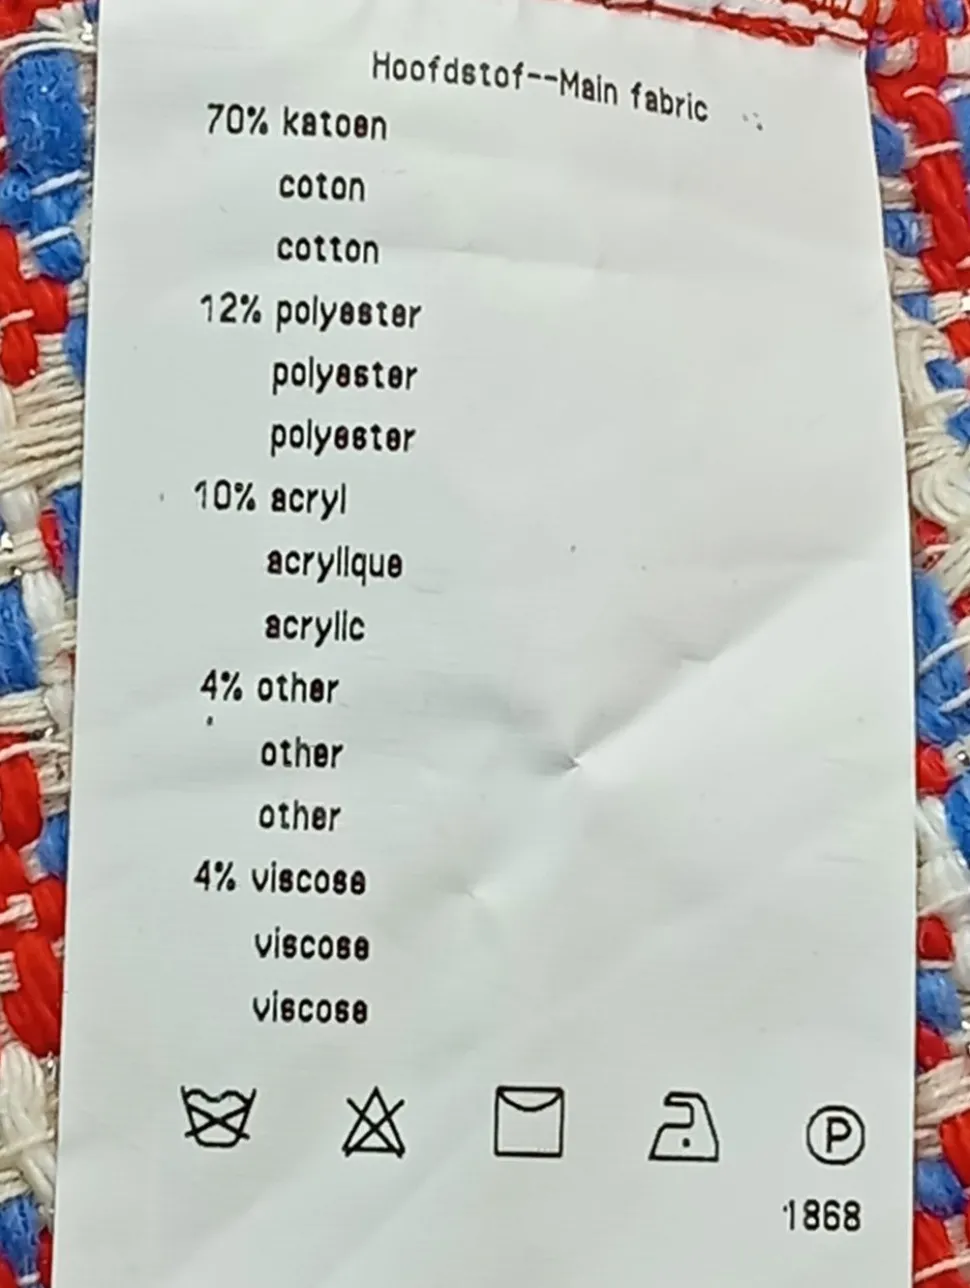 Hoofdstof--Main fabric
70% katoen
coton
cotton
12% polyester
polyester
polyester
10% acryl
acrylique
acrylic
4% other
other
other
4% viscose
viscose
viscose
P
1868